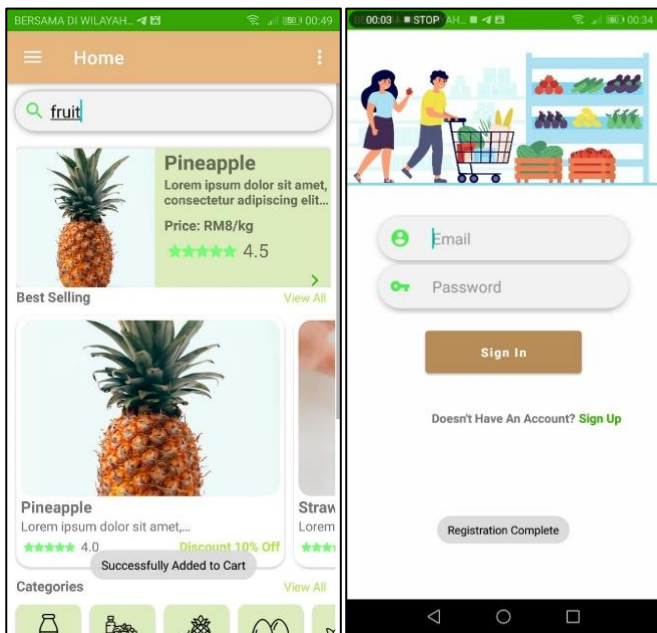 BERSAMA DI WILAYAH... 00:49
Home
fruit
Pineapple
Lorem ipsum dolor sit amet,
consectetur adipiscing elit...
Price: RM8/kg
4.5
Best Selling
View All
Pineapple
Lorem ipsum dolor sit amet,...
4.0
Discount 10% Off
Straw
Lorem
Successfully Added to Cart
Categories
View All
00:03 STOP AH... 00:34
Email
Password
Sign In
Doesn't Have An Account? Sign Up
Registration Complete